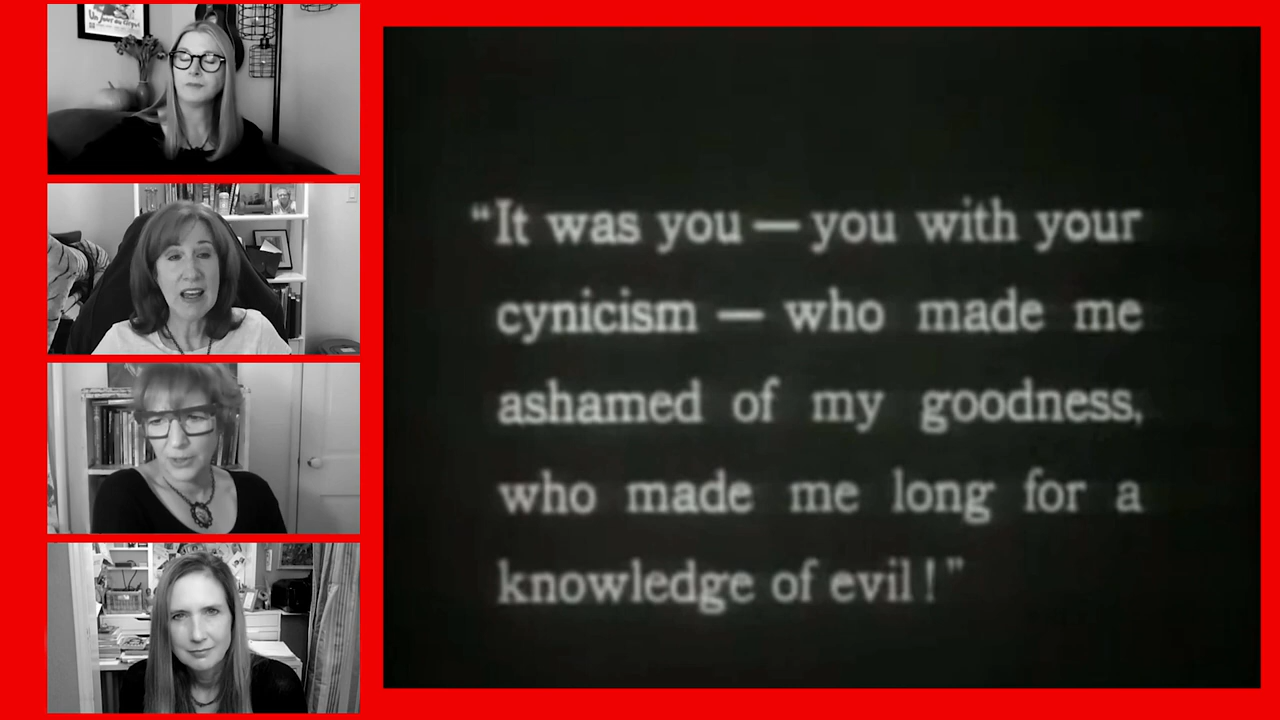 “It was you — you with your
cynicism — who made me
ashamed of my goodness,
who made me long for a
knowledge of evil!”